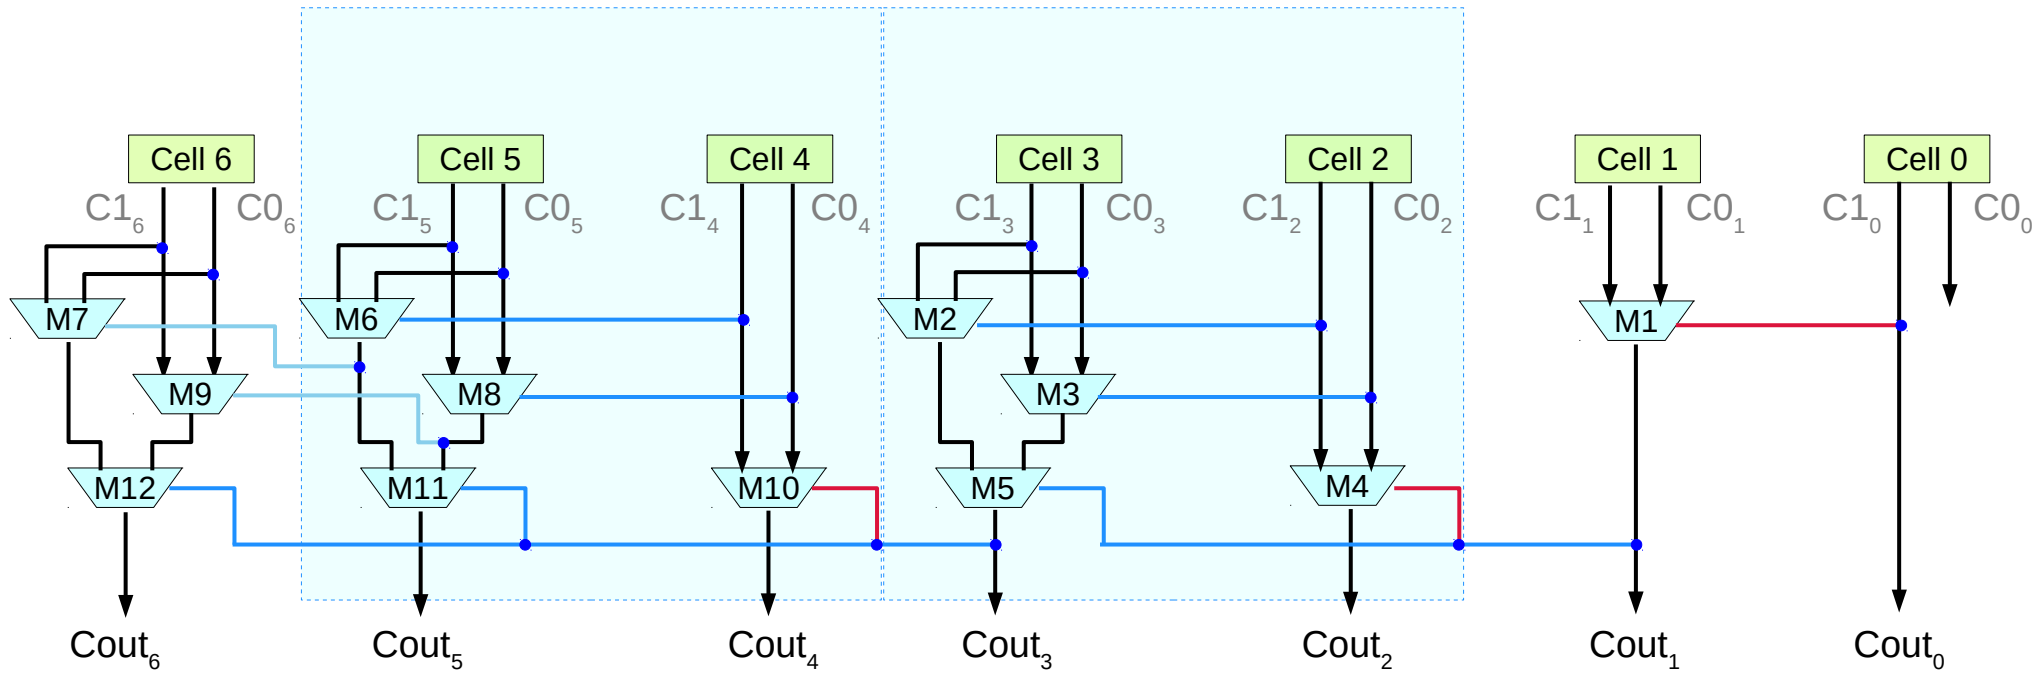 Cell 6 Cell 5 Cell 4 Cell 3 Cell 2 Cell 1 Cell 0
C1₆ C0₆ C1₅ C0₅ C1₄ C0₄ C1₃ C0₃ C1₂ C0₂ C1₁ C0₁ C1₀ C0₀
M7 M6 M2 M1
M9 M8 M3
M12 M11 M10 M5 M4
Cout₆ Cout₅ Cout₄ Cout₃ Cout₂ Cout₁ Cout₀